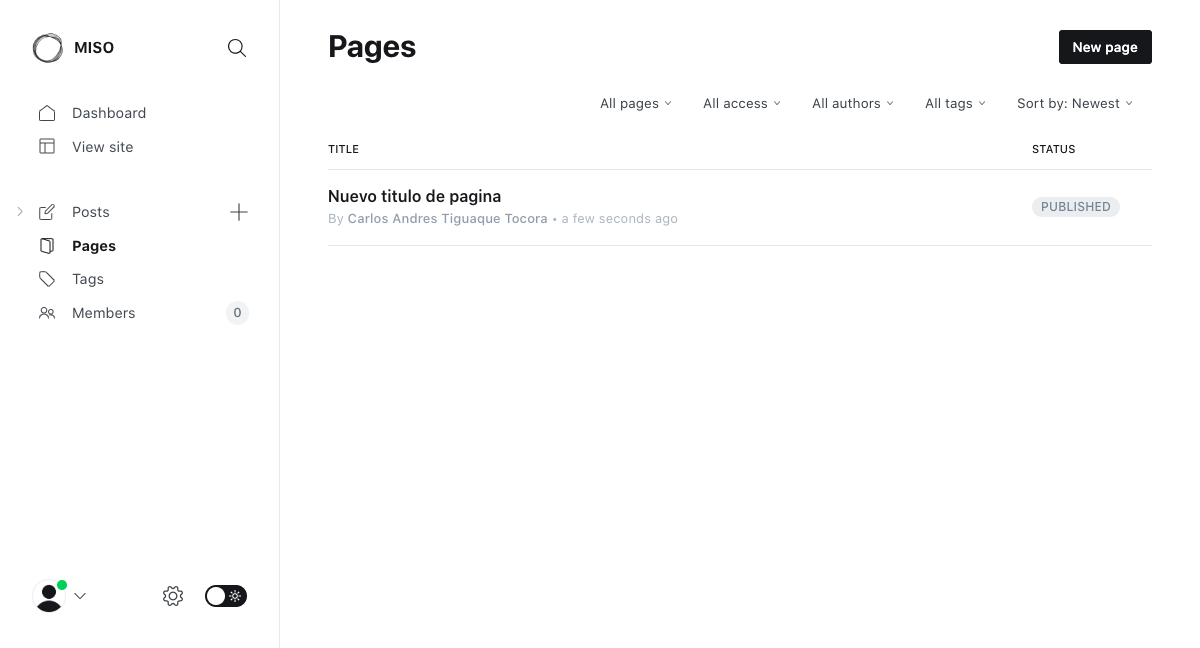 MISO
Dashboard
View site
Posts
Pages
Tags
Members 0
Pages
New page
All pages All access All authors All tags Sort by: Newest
TITLE STATUS
Nuevo titulo de pagina
By Carlos Andres Tiguaque Tocora • a few seconds ago
PUBLISHED